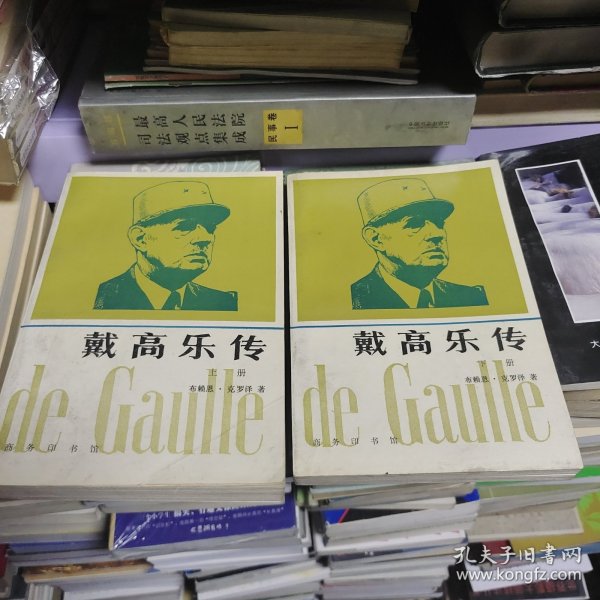 最高人民法院
司法观点集成
民事卷
I
戴高乐传
上册
布赖恩·克罗泽 著
de Gaulle
商务印书馆
戴高乐传
下册
布赖恩·克罗泽 著
de Gaulle
商务印书馆
大
孔夫子旧书网
www.kongfz.com